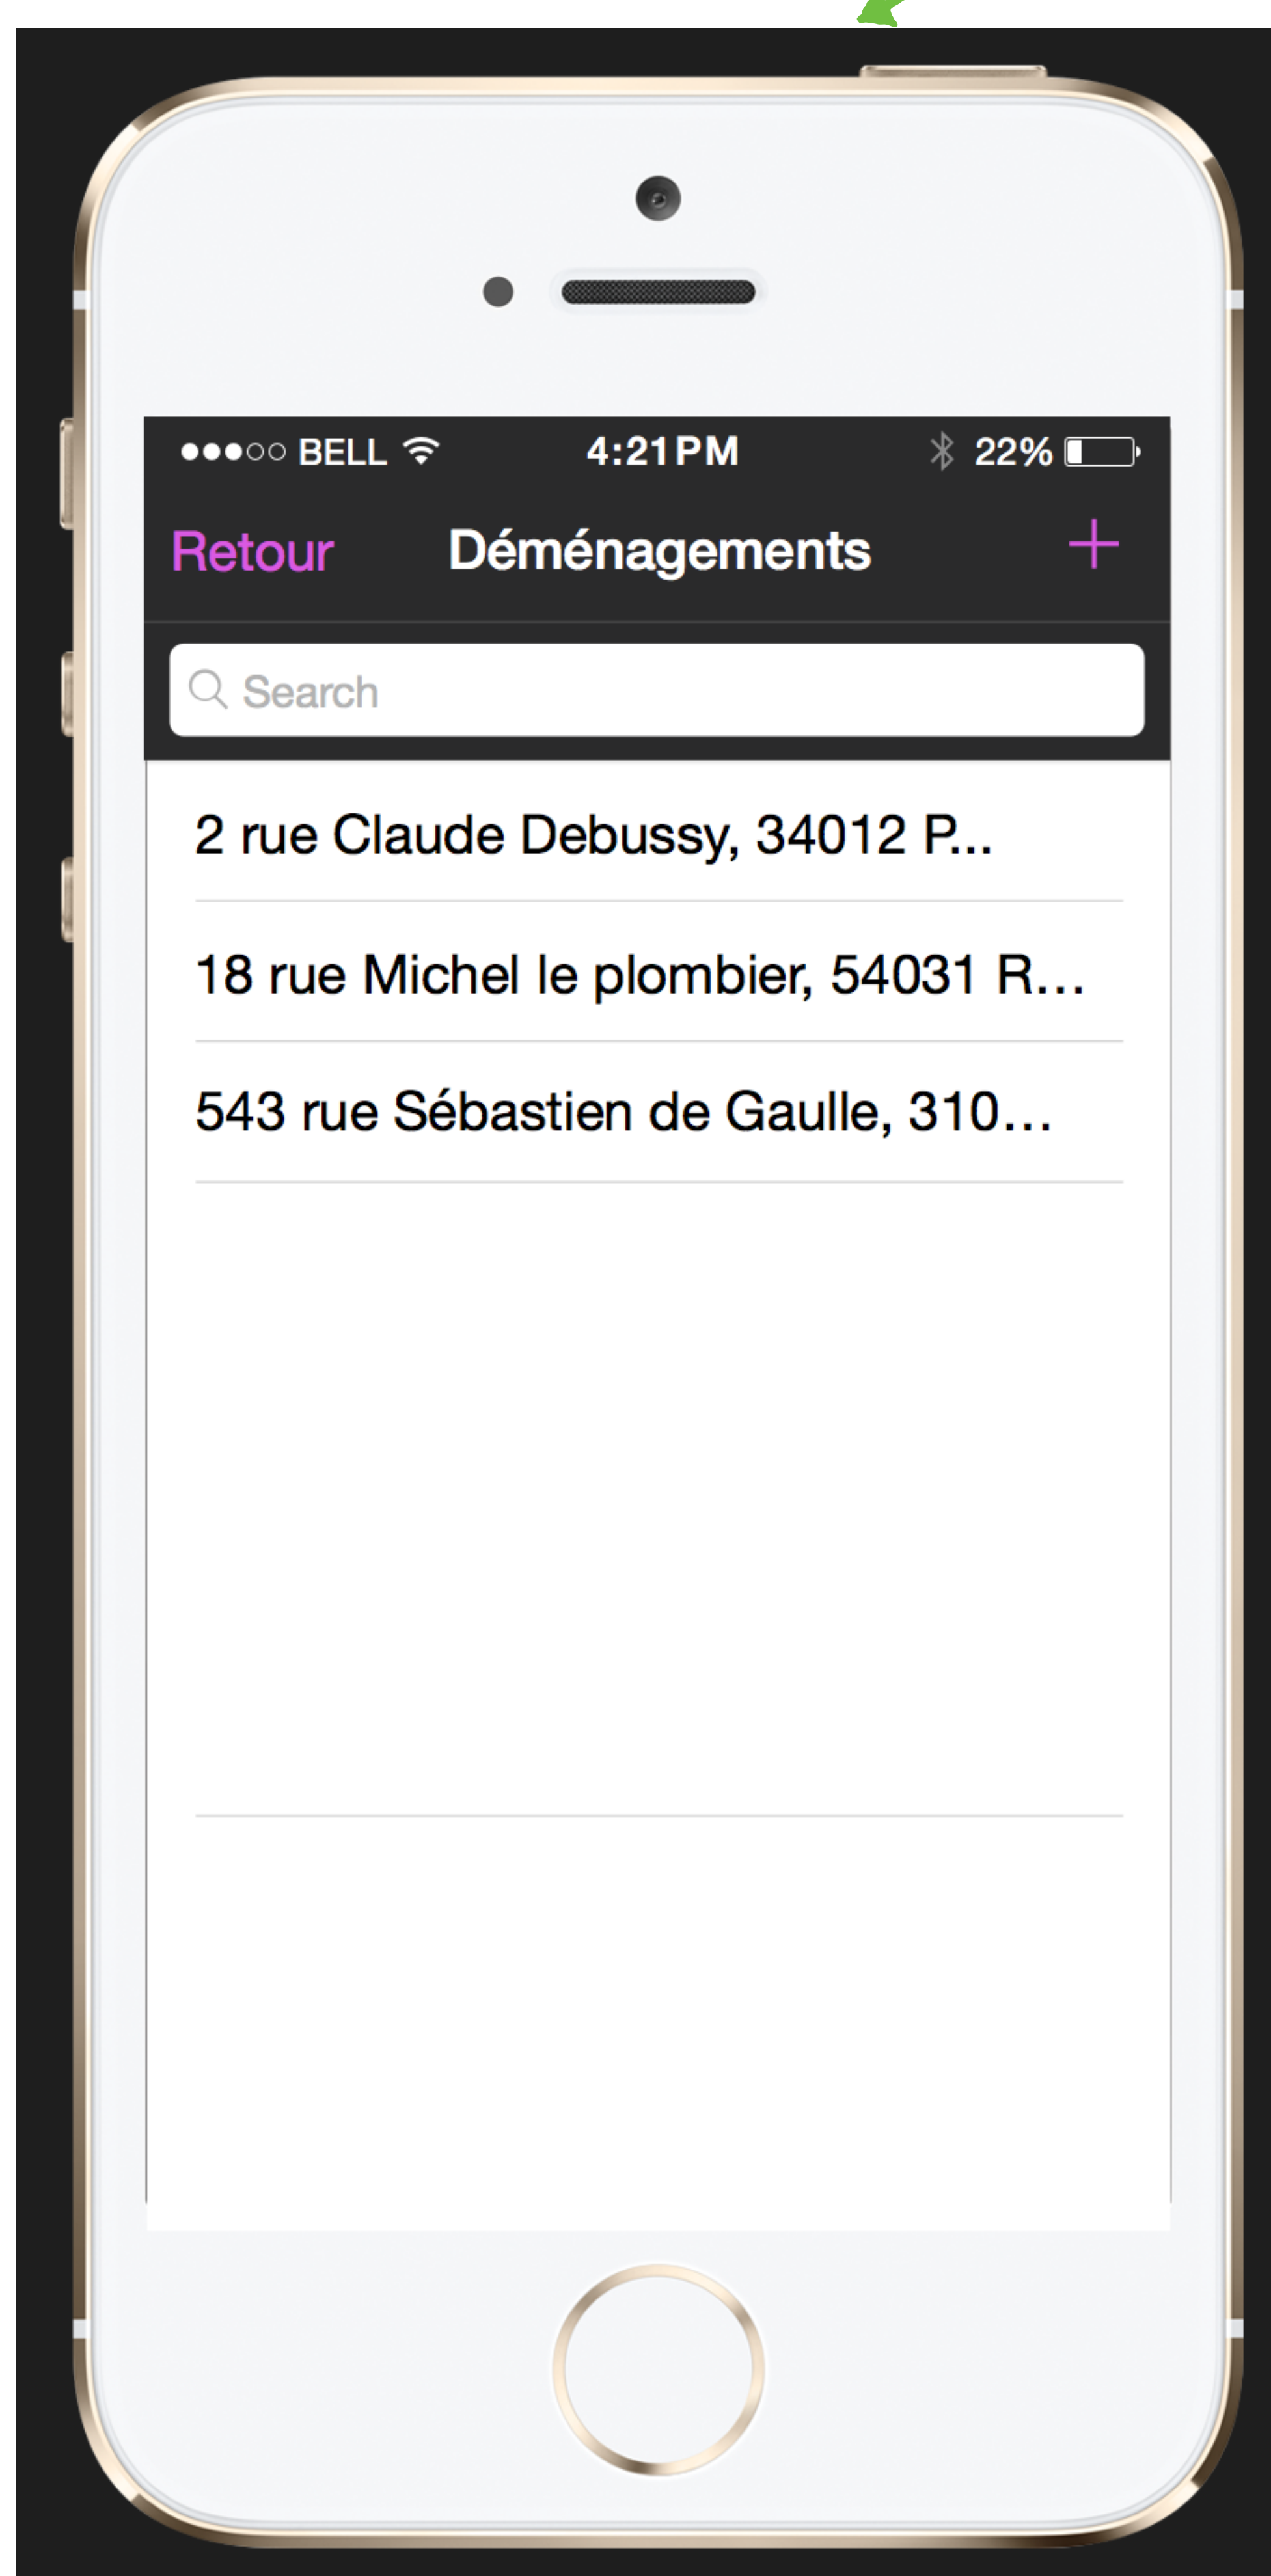 BELL 4:21 PM 22%
Retour Déménagements +
Search
2 rue Claude Debussy, 34012 P...
18 rue Michel le plombier, 54031 R...
543 rue Sébastien de Gaulle, 310...